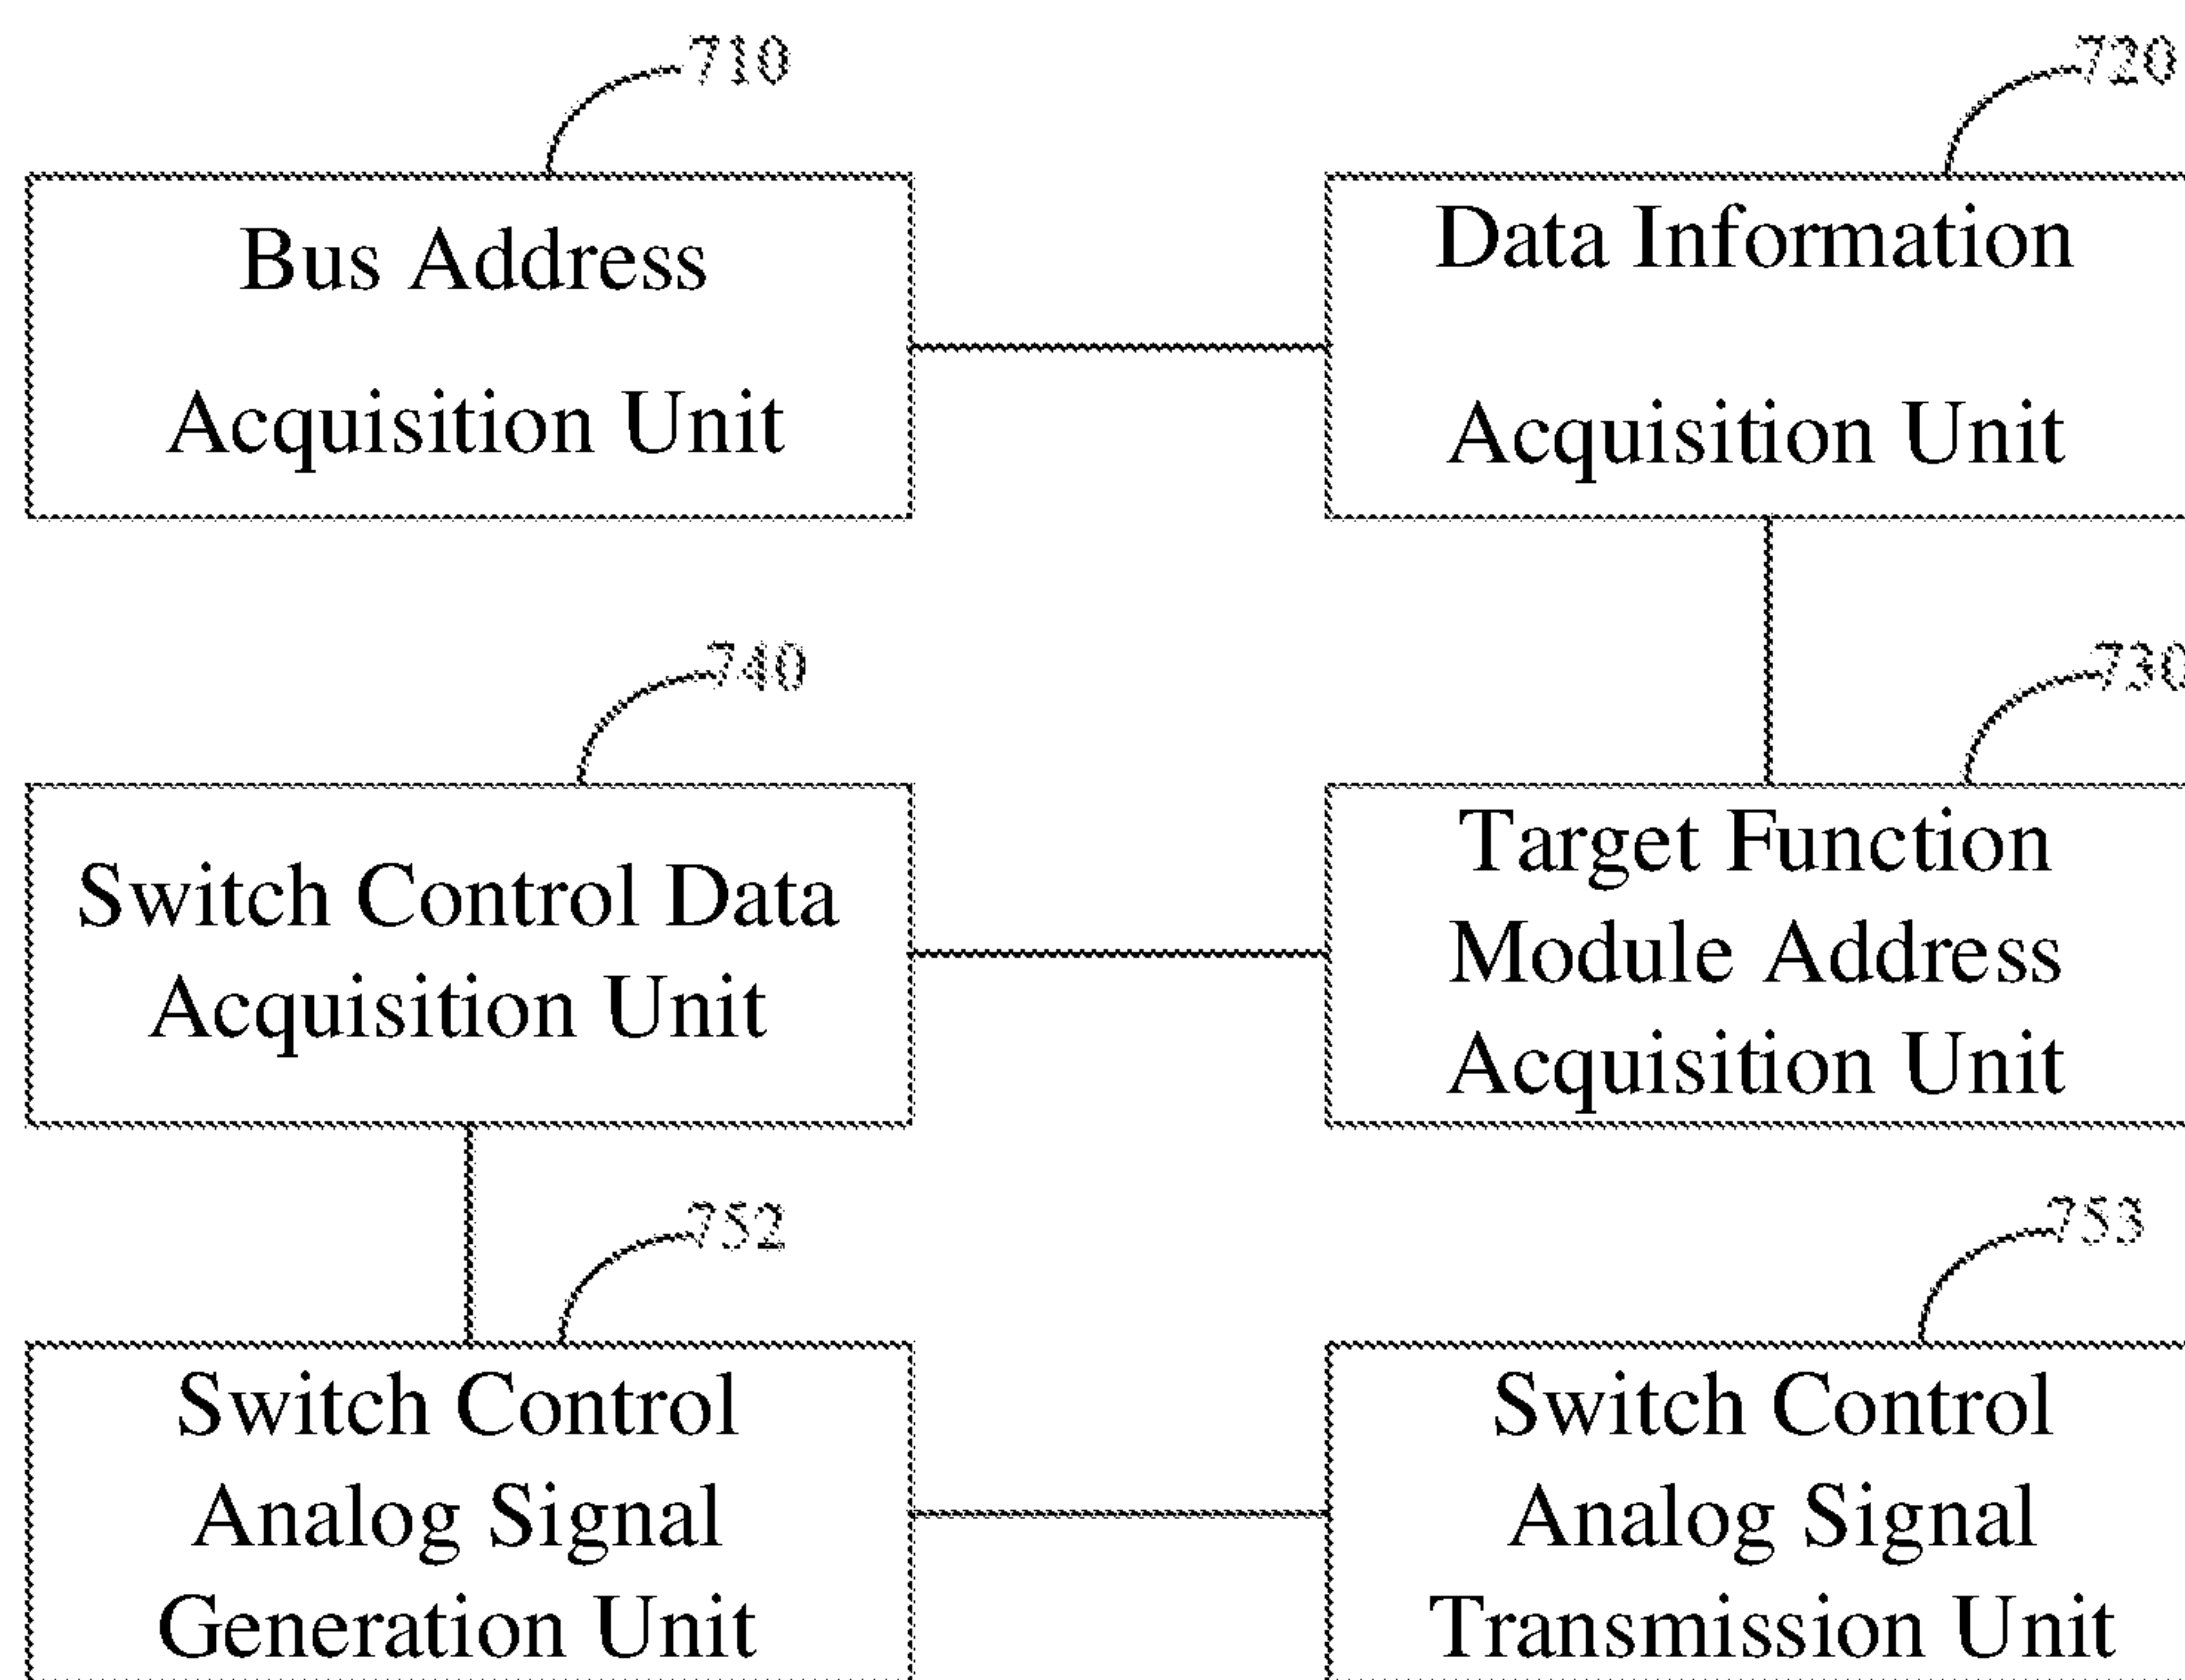 710
720
Bus Address
Acquisition Unit
Data Information
Acquisition Unit
740
730
Switch Control Data
Acquisition Unit
Target Function
Module Address
Acquisition Unit
752
753
Switch Control
Analog Signal
Generation Unit
Switch Control
Analog Signal
Transmission Unit